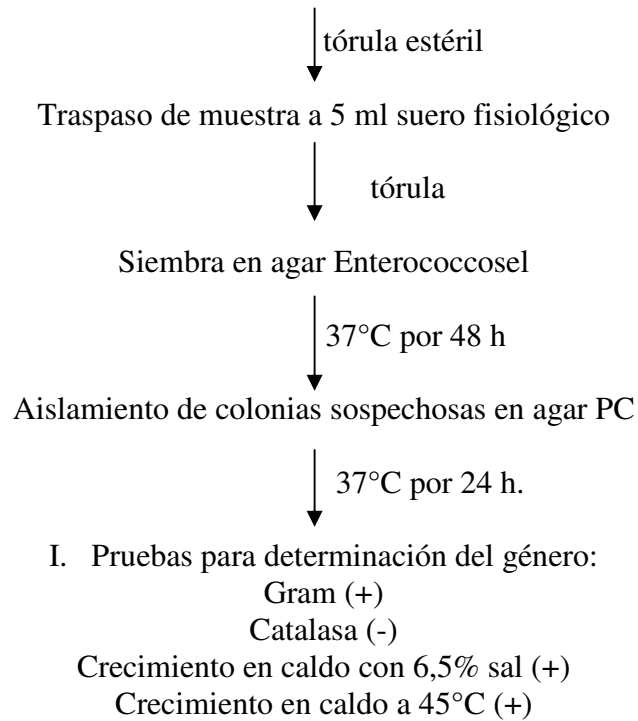 tórula estéril
Traspaso de muestra a 5 ml suero fisiológico
tórula
Siembra en agar Enterococcosel
37°C por 48 h
Aislamiento de colonias sospechosas en agar PC
37°C por 24 h.
I. Pruebas para determinación del género:
Gram (+)
Catalasa (-)
Crecimiento en caldo con 6,5% sal (+)
Crecimiento en caldo a 45°C (+)